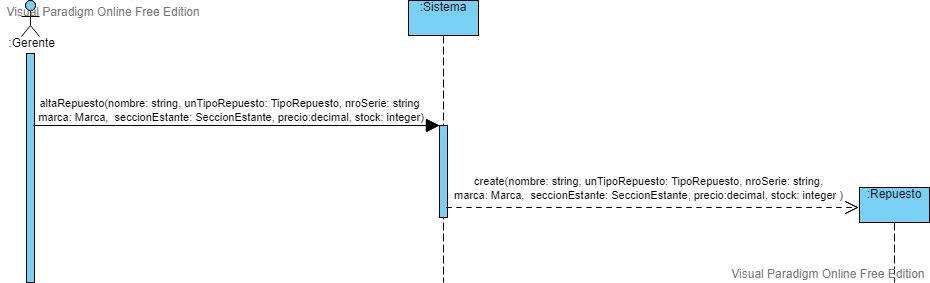 Visual Paradigm Online Free Edition
:Sistema
:Gerente
altaRepuesto(nombre: string, unTipoRepuesto: TipoRepuesto, nroSerie: string
marca: Marca,  seccionEstante: SeccionEstante, precio:decimal, stock: integer)
create(nombre: string, unTipoRepuesto: TipoRepuesto, nroSerie: string,
marca: Marca,  seccionEstante: SeccionEstante, precio:decimal, stock: integer )
:Repuesto
Visual Paradigm Online Free Edition